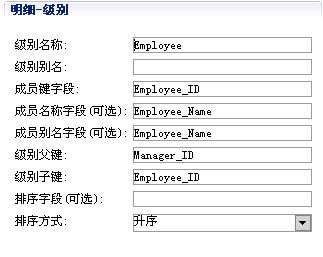 明细-级别
级别名称: Employee
级别别名:
成员键字段: Employee_ID
成员名称字段(可选): Employee_Name
成员别名字段(可选): Employee_Name
级别父键: Manager_ID
级别子键: Employee_ID
排序字段(可选):
排序方式: 升序